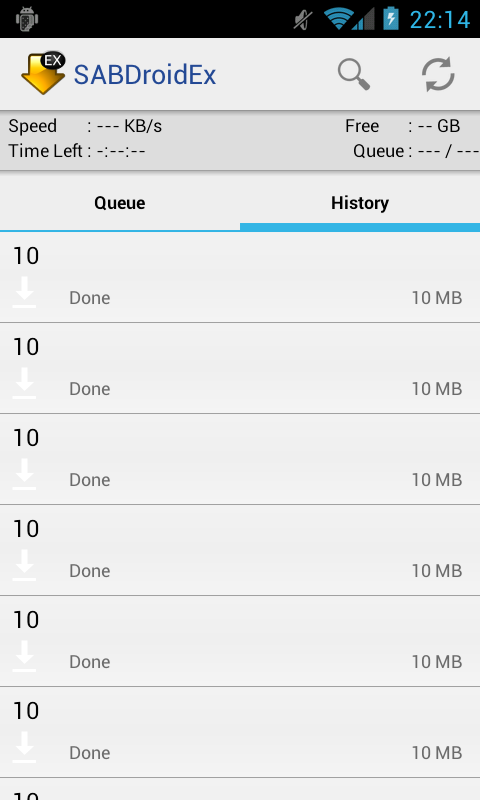 22:14
EX
SABDroidEx
Speed : --- KB/s Free : -- GB
Time Left : -:--:-- Queue : --- / ---
Queue History
10
Done 10 MB
10
Done 10 MB
10
Done 10 MB
10
Done 10 MB
10
Done 10 MB
10
Done 10 MB
10